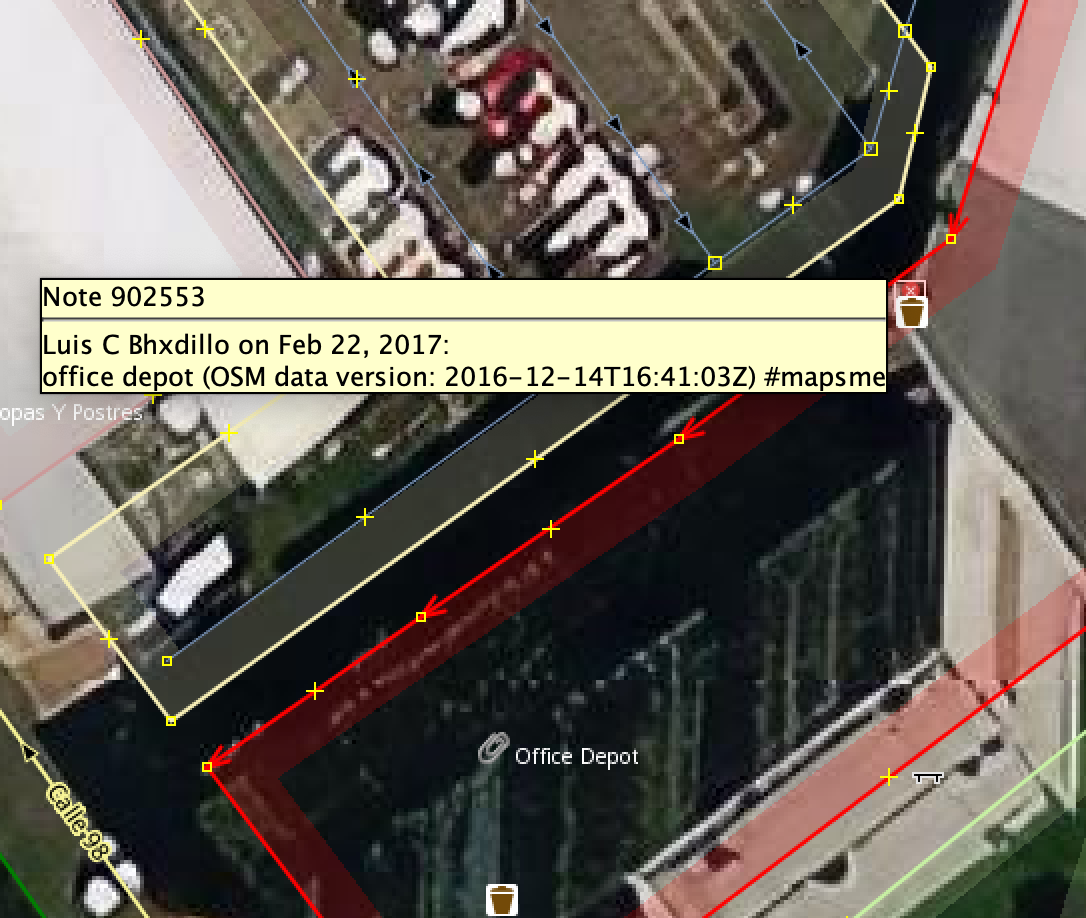 Note 902553
Luis C Bhxdillo on Feb 22, 2017:
office depot (OSM data version: 2016-12-14T16:41:03Z) #mapsme
opas Y Postres
Office Depot
Calle 98